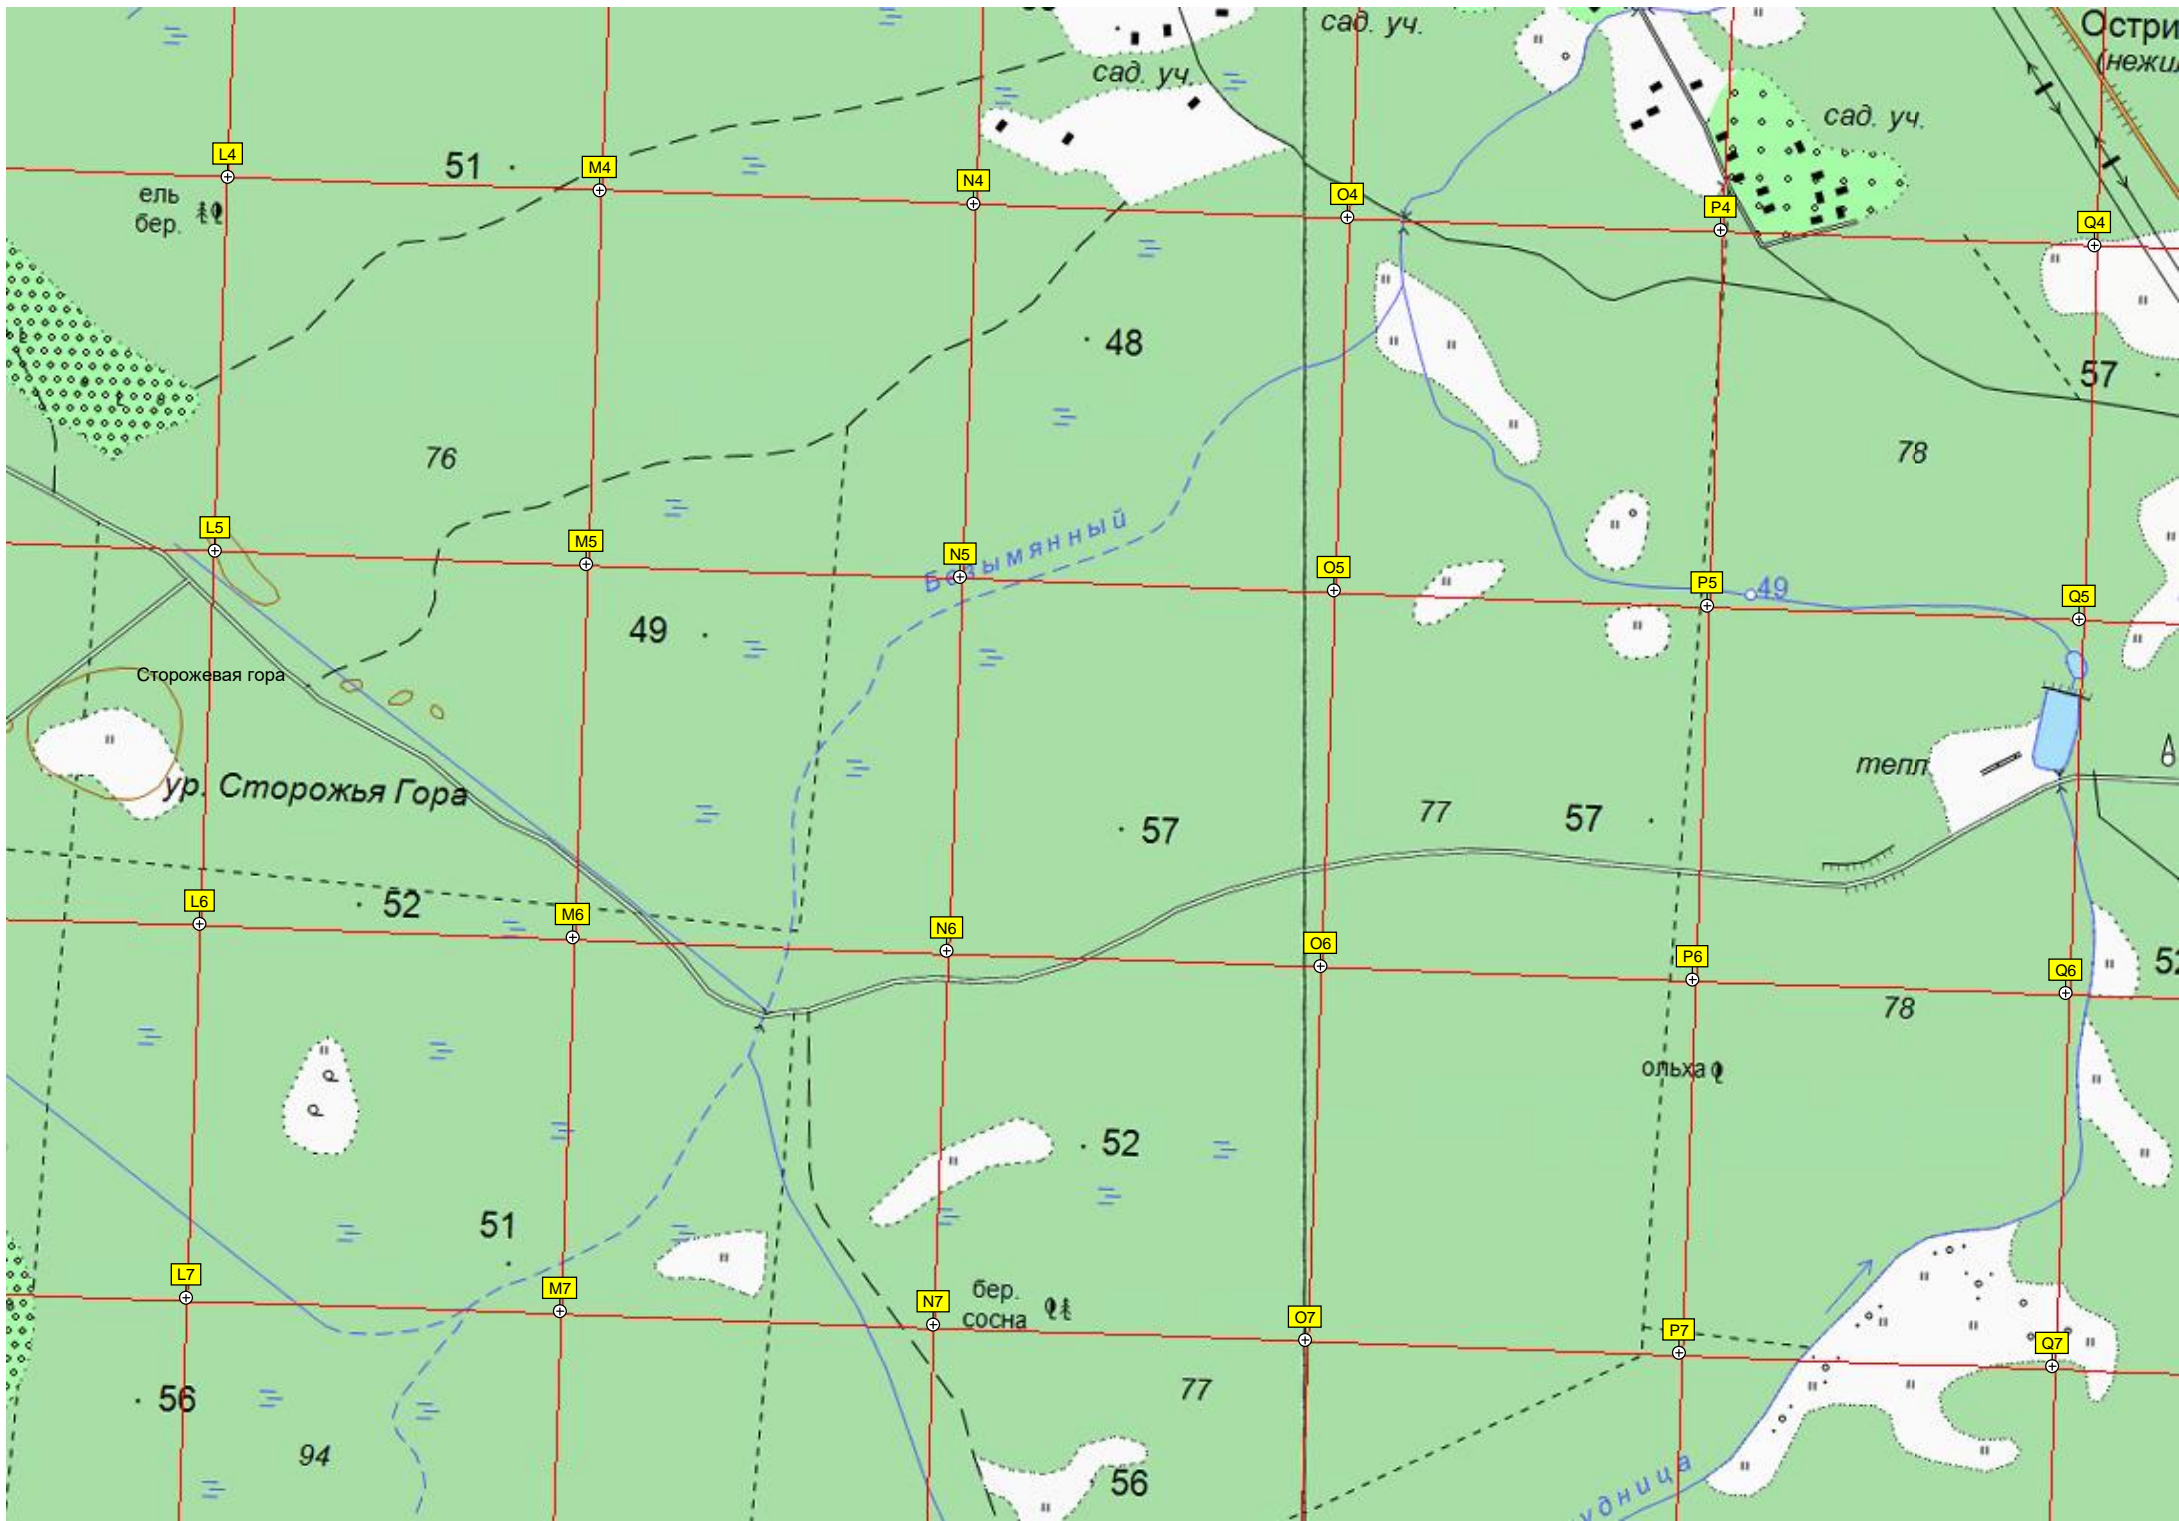 сад. уч.
Остри
(нежил
сад. уч.
сад. уч.
L4
51
M4
N4
O4
P4
Q4
ель
бер.
48
57
76
78
L5
M5
Безымянный
N5
O5
P5
49
Q5
49
Сторожевая гора
ур. Сторожья Гора
тепл
57
77
57
L6
52
M6
N6
O6
P6
Q6
52
78
ольха
52
51
L7
M7
N7
бер.
сосна
O7
P7
Q7
56
77
94
56
удница